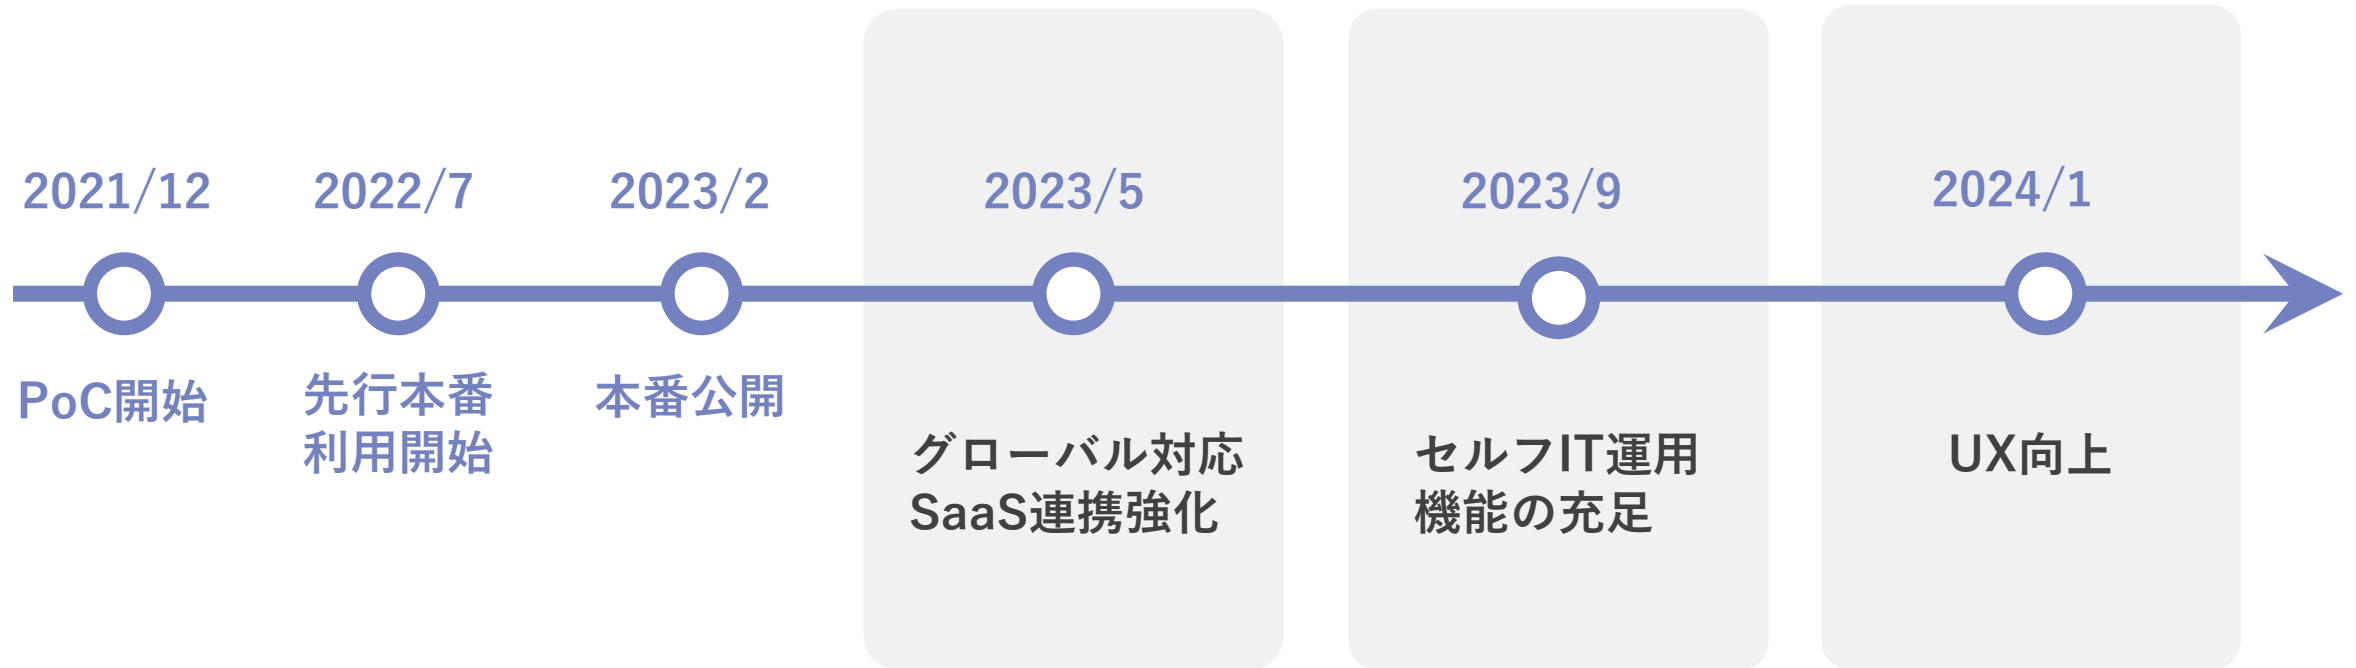 2021/12
2022/7
2023/2
2023/5
2023/9
2024/1
PoC開始
先行本番
利用開始
本番公開
グローバル対応
SaaS連携強化
セルフIT運用
機能の充足
UX向上